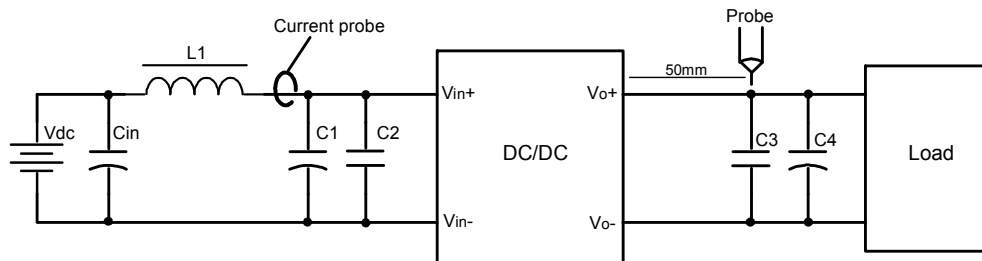 Probe
Current probe
L1
50mm
Vin+
Vo+
Vdc
Cin
C1
C2
C3
C4
DC/DC
Load
Vin-
Vo-